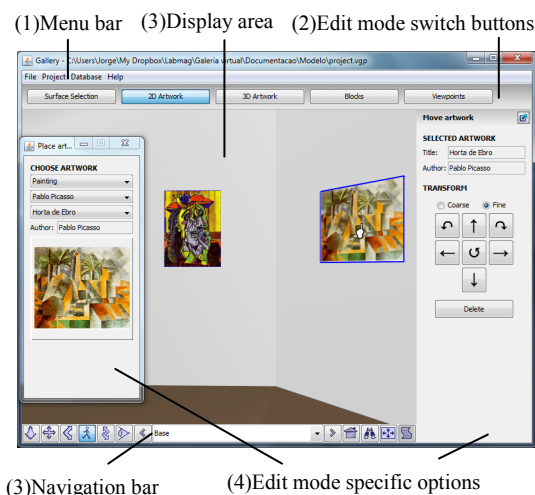 (1)Menu bar (3)Display area (2)Edit mode switch buttons
Gallery - C:\Users\Jorge\My Dropbox\Labmag\Galeria virtual\Documentacao\Modelo\project.vgp
File Project Database Help
Surface Selection 2D Artwork 3D Artwork Blocks Viewpoints
Move artwork
SELECTED ARTWORK
Title: Horta de Ebro
Author: Pablo Picasso
TRANSFORM
Coarse Fine
Delete
Place art...
CHOOSE ARTWORK
Painting
Pablo Picasso
Horta de Ebro
Author: Pablo Picasso
Base
(3)Navigation bar (4)Edit mode specific options